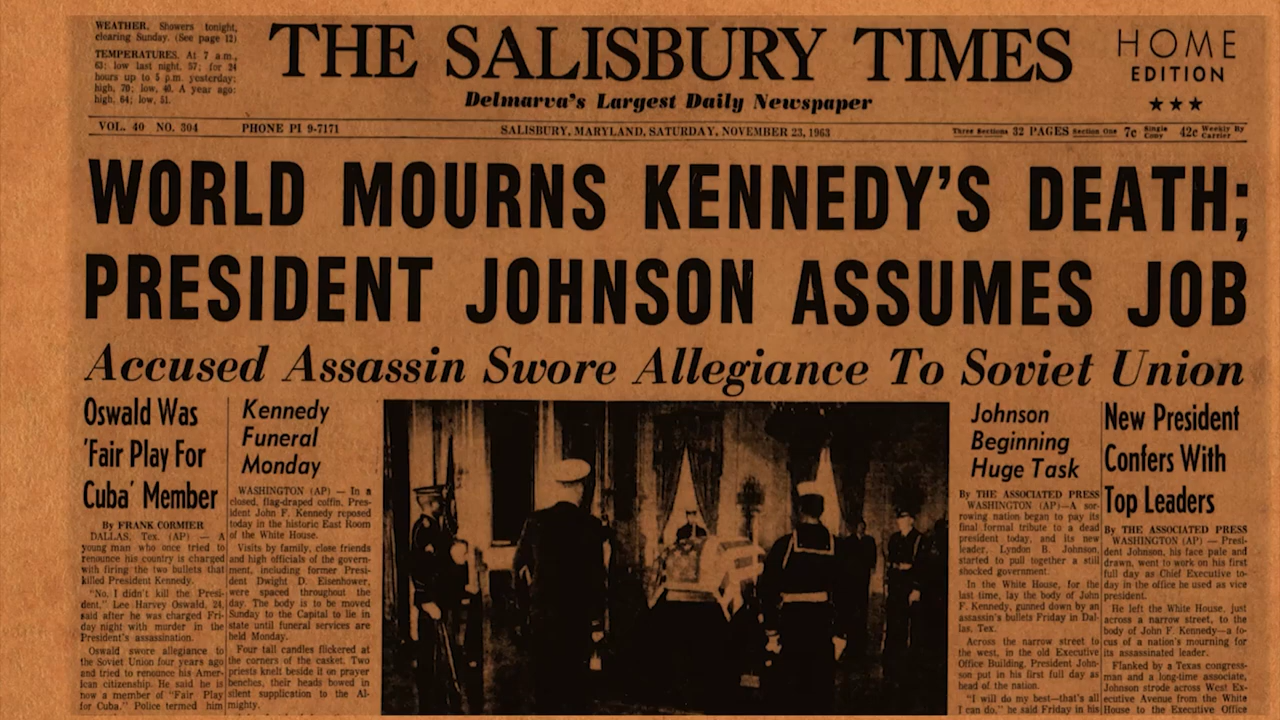 WEATHER. Showers tonight,
clearing Sunday. (See page 12)
TEMPERATURES. At 7 a.m.,
63; low last night, 57; for 24
hours up to 5 p.m. yesterday:
high, 70; low, 40. A year ago:
high, 64; low, 51.
THE SALISBURY TIMES
Delmarva's Largest Daily Newspaper
HOME
EDITION
★★★
VOL. 40 NO. 304 PHONE PI 9-7171 SALISBURY, MARYLAND, SATURDAY, NOVEMBER 23, 1963 Three Sections 32 PAGES Section One 7c Single Copy 42c Weekly By Carrier
WORLD MOURNS KENNEDY'S DEATH;
PRESIDENT JOHNSON ASSUMES JOB
Accused Assassin Swore Allegiance To Soviet Union
Oswald Was
'Fair Play For
Cuba' Member
By FRANK CORMIER
DALLAS, Tex. (AP) — A
young man who once tried to
renounce his country is charged
with firing the two bullets that
killed President Kennedy.
"No, I didn't kill the Presi-
dent," Lee Harvey Oswald, 24,
said after he was charged Fri-
day night with murder in the
President's assassination.
Oswald swore allegiance to
the Soviet Union four years ago
and tried to renounce his Amer-
ican citizenship. He said he is
now a member of "Fair Play
for Cuba." Police termed him
Kennedy
Funeral
Monday
WASHINGTON (AP) — In a
closed, flag-draped coffin, Pres-
ident John F. Kennedy reposed
today in the historic East Room
of the White House.
Visits by family, close friends
and high officials of the govern-
ment, including former Presi-
dent Dwight D. Eisenhower,
were spaced throughout the
day. The body is to be moved
Sunday to the Capital to lie in
state until funeral services are
held Monday.
Four tall candles flickered at
the corners of the casket. Two
priests knelt beside it on prayer
benches, their heads bowed in
silent supplication to the Al-
mighty.
Johnson
Beginning
Huge Task
By THE ASSOCIATED PRESS
WASHINGTON (AP)—A sor-
rowing nation began to pay its
final formal tribute to a dead
president today, and its new
leader, Lyndon B. Johnson,
started to pull together a still
shocked government.
In the White House, for the
last time, lay the body of John
F. Kennedy, gunned down by an
assassin's bullets Friday in Dal-
las, Tex.
Across the narrow street to
the west, in the old Executive
Office Building, President John-
son put in his first full day as
head of the nation.
"I will do my best—that's all
I can do," he said Friday in his
New President
Confers With
Top Leaders
By THE ASSOCIATED PRESS
WASHINGTON (AP) — Presi-
dent Johnson, his face pale and
drawn, went to work on his first
full day as Chief Executive to-
day in the office he used as vice
president.
He left the White House, just
across a narrow street, to the
body of John F. Kennedy—a fo-
cus of a nation's mourning for
its assassinated leader.
Flanked by a Texas congress-
man and a long-time associate,
Johnson strode across West Ex-
ecutive Avenue from the White
House to the Executive Office